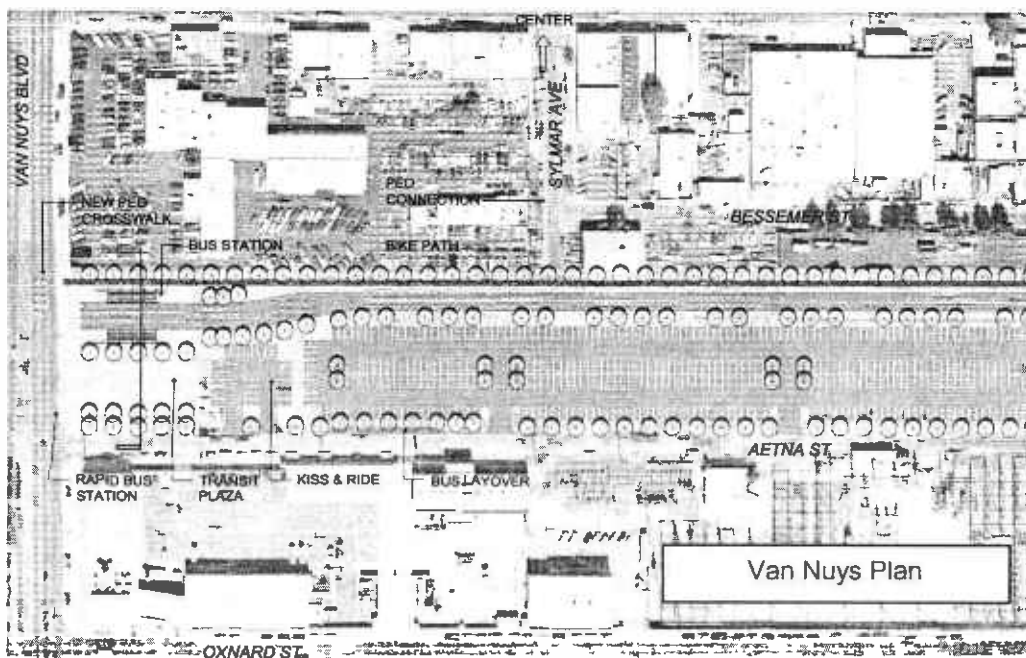 CENTER
VAN NUYS BLVD
SYLMAR AVE
PED
CONNECTION
NEW PED
CROSSWALK
BESSEMER ST
BUS STATION
BIKE PATH
AETNA ST
RAPID BUS
STATION
TRANSIT
PLAZA
KISS & RIDE
BUS LAYOVER
Van Nuys Plan
OXNARD ST